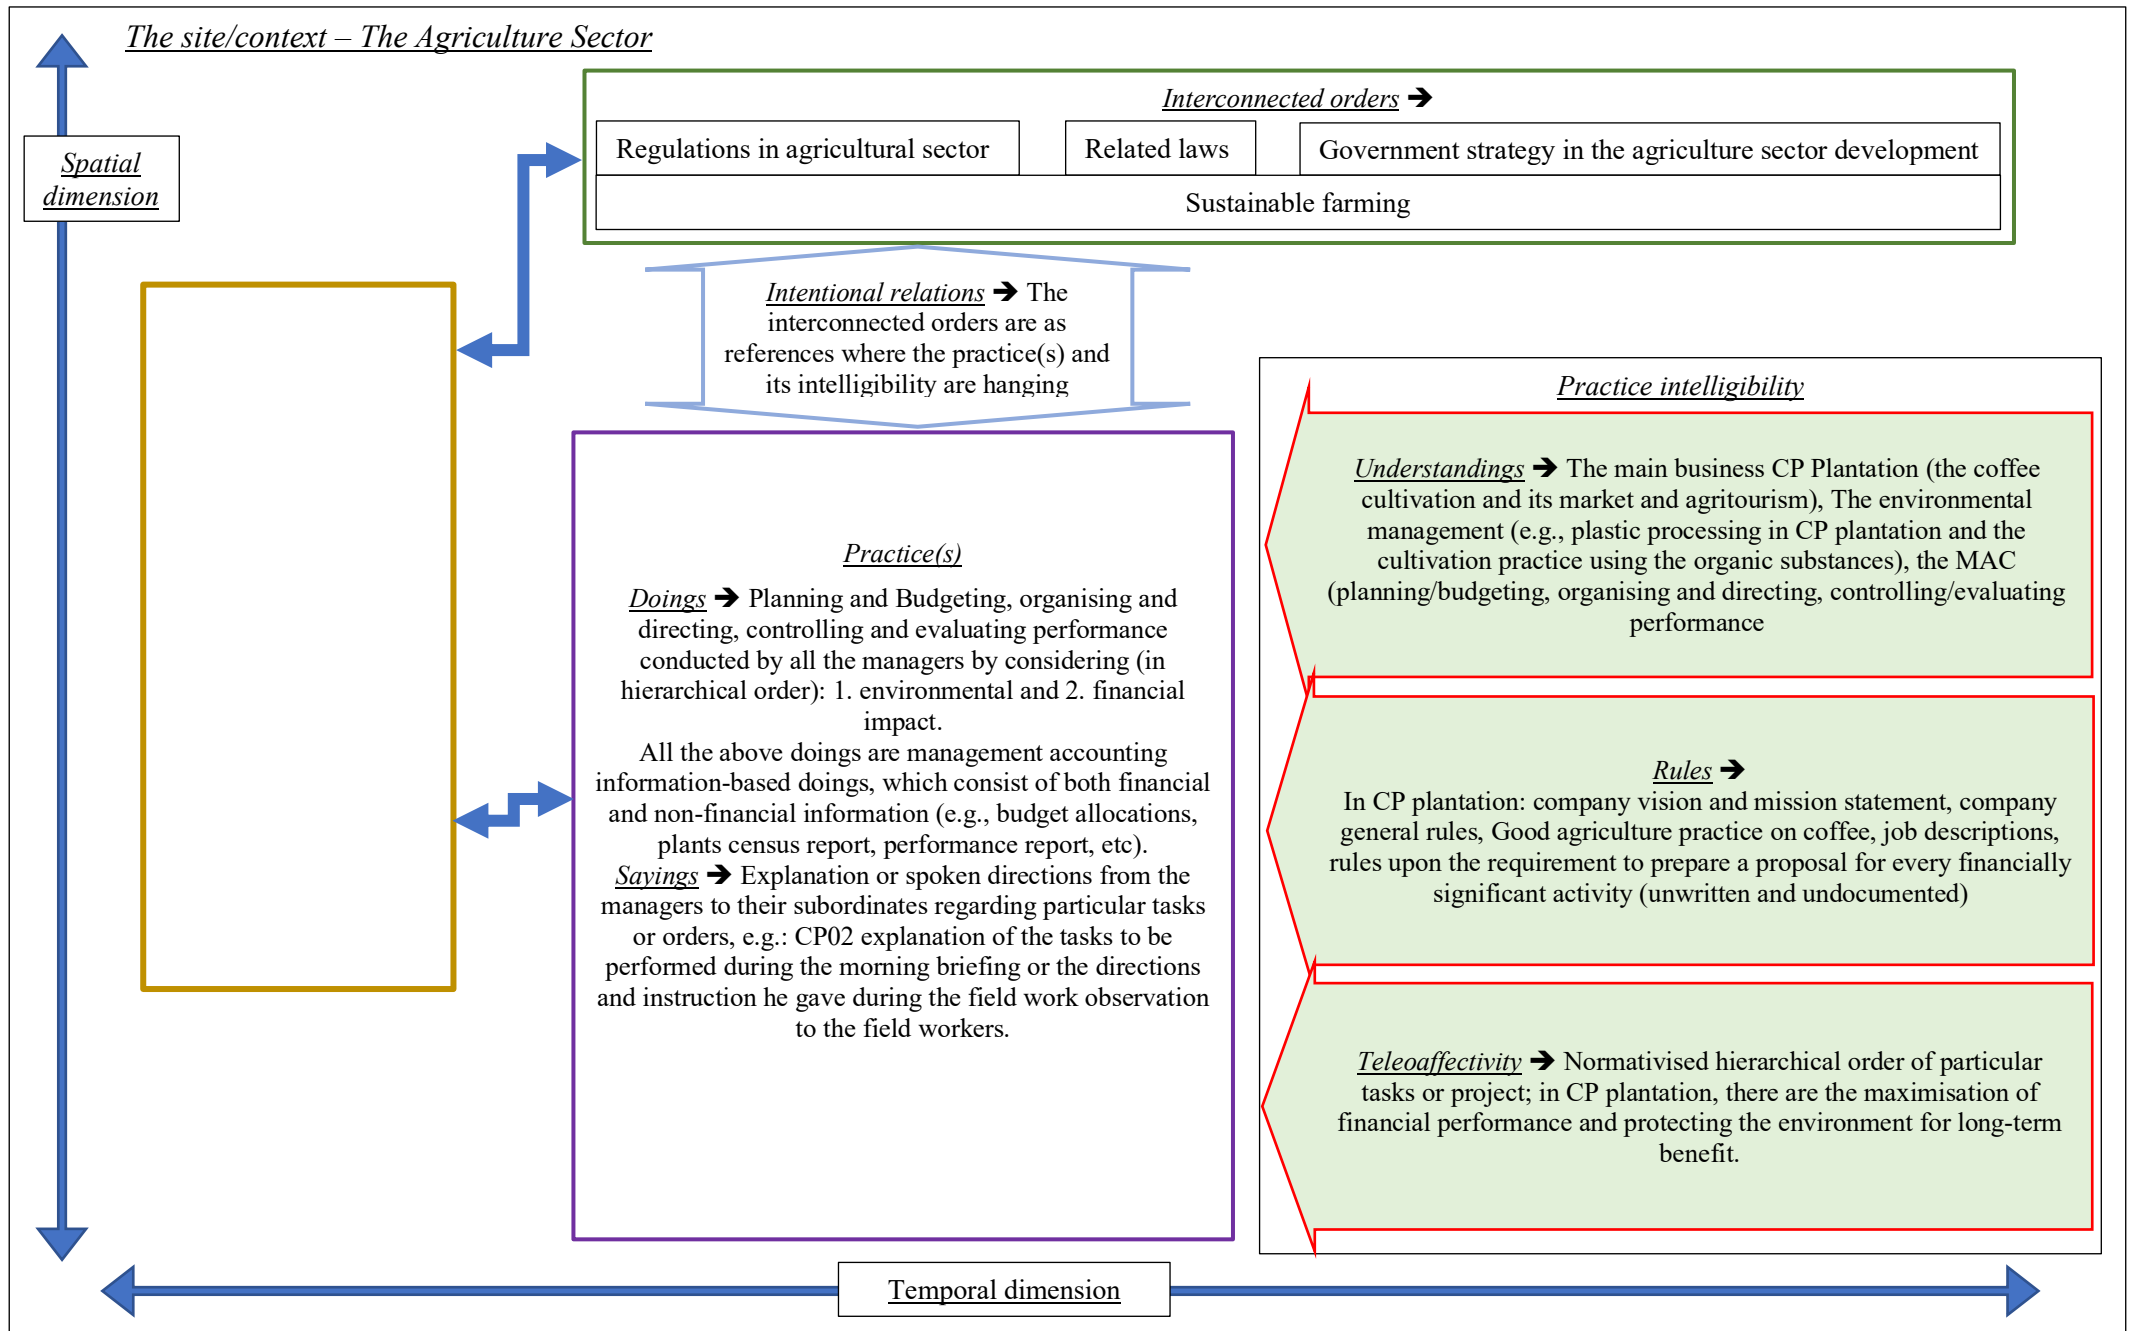 The site/context – The Agriculture Sector
Spatial
dimension
Interconnected orders ➔
Regulations in agricultural sector
Related laws
Government strategy in the agriculture sector development
Sustainable farming
Intentional relations ➔ The
interconnected orders are as
references where the practice(s) and
its intelligibility are hanging
Practice(s)
Doings ➔ Planning and Budgeting, organising and
directing, controlling and evaluating performance
conducted by all the managers by considering (in
hierarchical order): 1. environmental and 2. financial
impact.
All the above doings are management accounting
information-based doings, which consist of both financial
and non-financial information (e.g., budget allocations,
plants census report, performance report, etc).
Sayings ➔ Explanation or spoken directions from the
managers to their subordinates regarding particular tasks
or orders, e.g.: CP02 explanation of the tasks to be
performed during the morning briefing or the directions
and instruction he gave during the field work observation
to the field workers.
Practice intelligibility
Understandings ➔ The main business CP Plantation (the coffee
cultivation and its market and agritourism), The environmental
management (e.g., plastic processing in CP plantation and the
cultivation practice using the organic substances), the MAC
(planning/budgeting, organising and directing, controlling/evaluating
performance
Rules ➔
In CP plantation: company vision and mission statement, company
general rules, Good agriculture practice on coffee, job descriptions,
rules upon the requirement to prepare a proposal for every financially
significant activity (unwritten and undocumented)
Teleoaffectivity ➔ Normativised hierarchical order of particular
tasks or project; in CP plantation, there are the maximisation of
financial performance and protecting the environment for long-term
benefit.
Temporal dimension